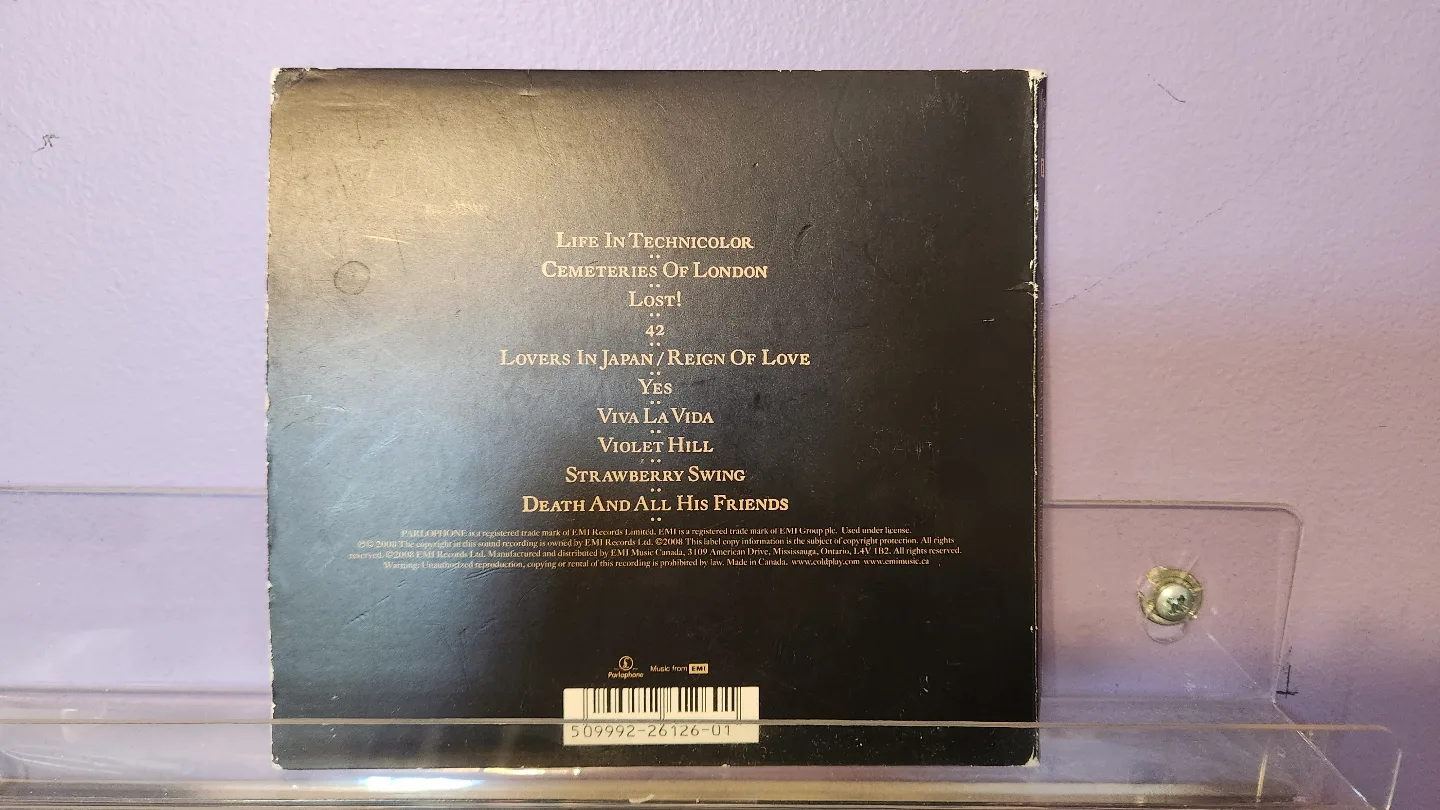 LIFE IN TECHNICOLOR
CEMETERIES OF LONDON
LOST!
42
LOVERS IN JAPAN / REIGN OF LOVE
YES
VIVA LA VIDA
VIOLET HILL
STRAWBERRY SWING
DEATH AND ALL HIS FRIENDS
PARLOPHONE is a registered trade mark of EMI Records Limited. EMI is a registered trade mark of EMI Group plc. Used under license.
℗© 2008 The copyright in this sound recording is owned by EMI Records Ltd. ©2008 This label copy information is the subject of copyright protection. All rights
reserved. ©2008 EMI Records Ltd. Manufactured and distributed by EMI Music Canada, 3109 American Drive, Mississauga, Ontario, L4V 1B2. All rights reserved.
Warning: Unauthorized reproduction, copying or rental of this recording is prohibited by law. Made in Canada. www.coldplay.com www.emimusic.ca
Parlophone Music from EMI
509992-26126-01